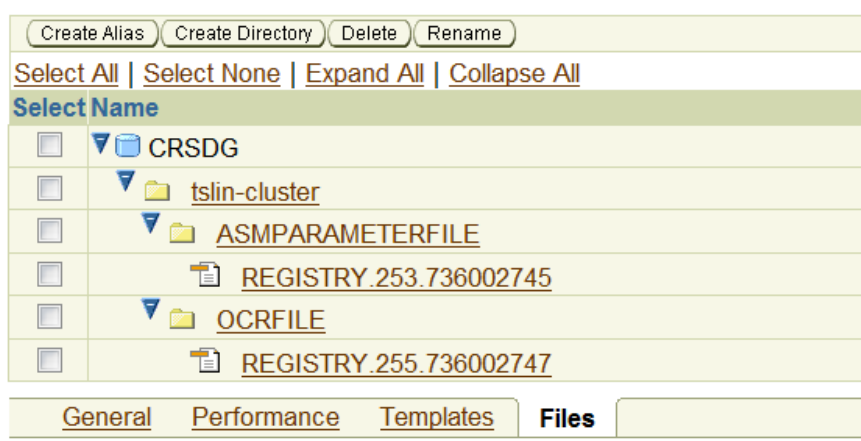 Create Alias Create Directory Delete Rename
Select All | Select None | Expand All | Collapse All
Select Name
CRSDG
tslin-cluster
ASMPARAMETERFILE
REGISTRY.253.736002745
OCRFILE
REGISTRY.255.736002747
General Performance Templates Files